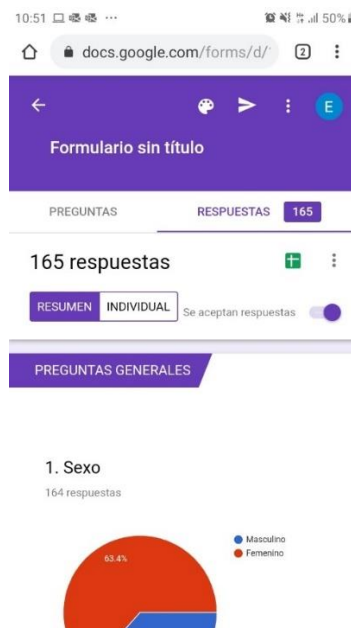 10:51 ... 50%
docs.google.com/forms/d/ 2
E
Formulario sin título
PREGUNTAS RESPUESTAS 165
165 respuestas
RESUMEN INDIVIDUAL Se aceptan respuestas
PREGUNTAS GENERALES
1. Sexo
164 respuestas
Masculino
63.4% Femenino